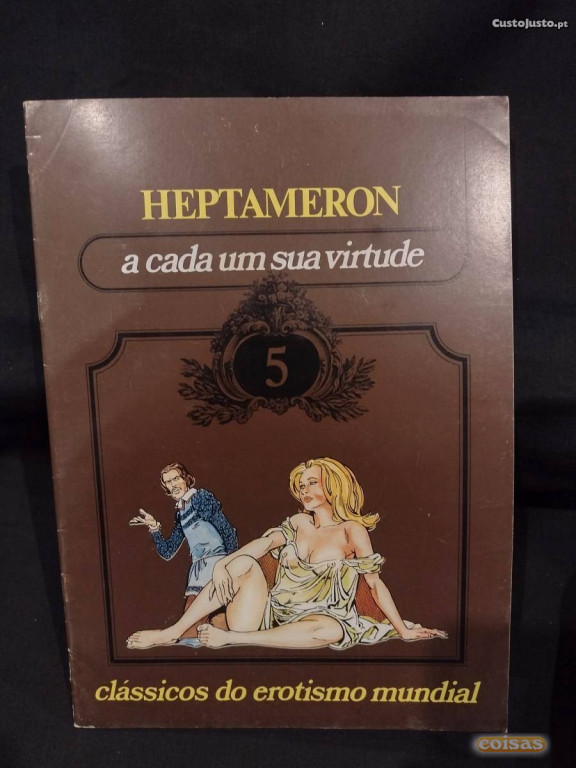 CustoJusto.pt
HEPTAMERON
a cada um sua virtude
5
clássicos do erotismo mundial
coisas